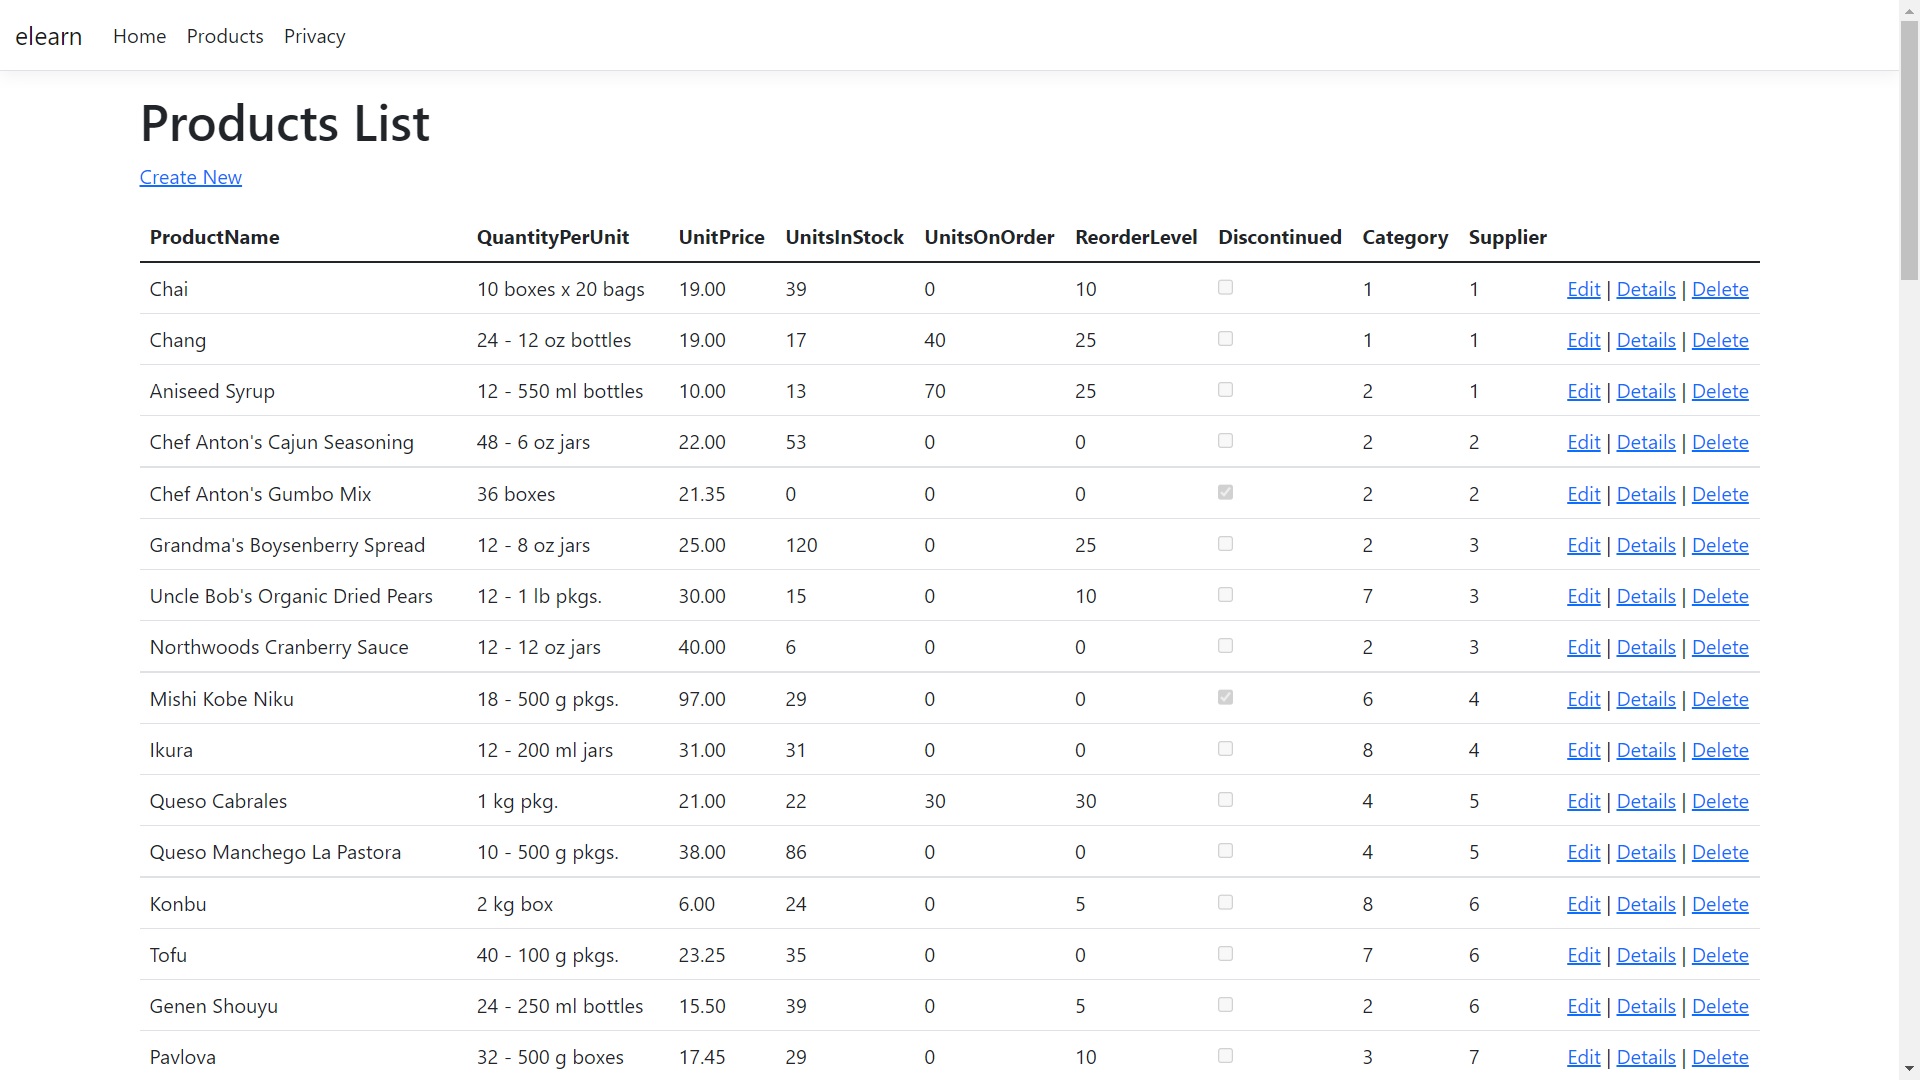 elearn Home Products Privacy
Products List
Create New
ProductName QuantityPerUnit UnitPrice UnitsInStock UnitsOnOrder ReorderLevel Discontinued Category Supplier
Chai 10 boxes x 20 bags 19.00 39 0 10 1 1 Edit | Details | Delete
Chang 24 - 12 oz bottles 19.00 17 40 25 1 1 Edit | Details | Delete
Aniseed Syrup 12 - 550 ml bottles 10.00 13 70 25 2 1 Edit | Details | Delete
Chef Anton's Cajun Seasoning 48 - 6 oz jars 22.00 53 0 0 2 2 Edit | Details | Delete
Chef Anton's Gumbo Mix 36 boxes 21.35 0 0 0 2 2 Edit | Details | Delete
Grandma's Boysenberry Spread 12 - 8 oz jars 25.00 120 0 25 2 3 Edit | Details | Delete
Uncle Bob's Organic Dried Pears 12 - 1 lb pkgs. 30.00 15 0 10 7 3 Edit | Details | Delete
Northwoods Cranberry Sauce 12 - 12 oz jars 40.00 6 0 0 2 3 Edit | Details | Delete
Mishi Kobe Niku 18 - 500 g pkgs. 97.00 29 0 0 6 4 Edit | Details | Delete
Ikura 12 - 200 ml jars 31.00 31 0 0 8 4 Edit | Details | Delete
Queso Cabrales 1 kg pkg. 21.00 22 30 30 4 5 Edit | Details | Delete
Queso Manchego La Pastora 10 - 500 g pkgs. 38.00 86 0 0 4 5 Edit | Details | Delete
Konbu 2 kg box 6.00 24 0 5 8 6 Edit | Details | Delete
Tofu 40 - 100 g pkgs. 23.25 35 0 0 7 6 Edit | Details | Delete
Genen Shouyu 24 - 250 ml bottles 15.50 39 0 5 2 6 Edit | Details | Delete
Pavlova 32 - 500 g boxes 17.45 29 0 10 3 7 Edit | Details | Delete